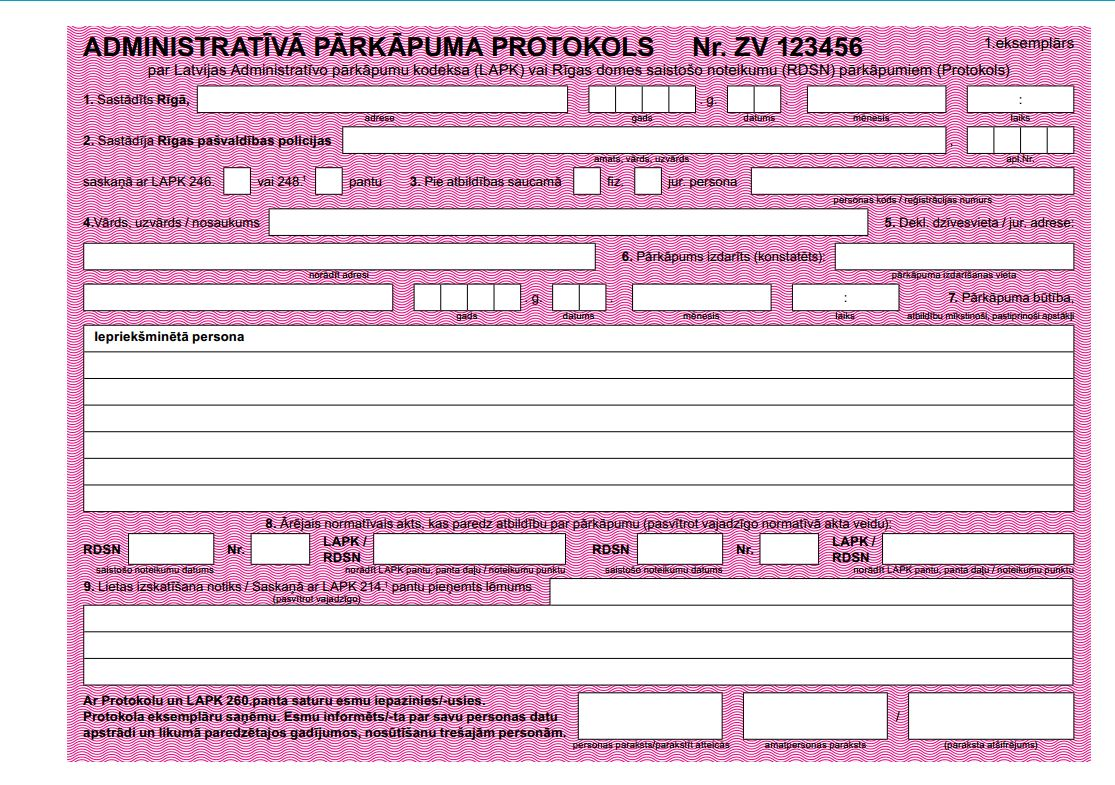 ADMINISTRATĪVĀ PĀRKĀPUMA PROTOKOLS Nr. ZV 123456 1.eksemplārs
par Latvijas Administratīvo pārkāpumu kodeksa (LAPK) vai Rīgas domes saistošo noteikumu (RDSN) pārkāpumiem (Protokols)
1. Sastādīts Rīgā, . g. . :
adrese gads datums mēnesis laiks
2. Sastādīja Rīgas pašvaldības policijas ,
amats, vārds, uzvārds apl.Nr.
saskaņā ar LAPK 246. vai 248.¹ pantu 3. Pie atbildības saucamā fiz. jur. persona
personas kods / reģistrācijas numurs
4.Vārds, uzvārds / nosaukums 5. Dekl. dzīvesvieta / jur. adrese:
6. Pārkāpums izdarīts (konstatēts):
norādīt adresi pārkāpuma izdarīšanas vieta
. g. . : 7. Pārkāpuma būtība,
gads datums mēnesis laiks atbildību mīkstinoši, pastiprinoši apstākļi
Iepriekšminētā persona
8. Ārējais normatīvais akts, kas paredz atbildību par pārkāpumu (pasvītrot vajadzīgo normatīvā akta veidu):
RDSN Nr. LAPK / RDSN RDSN Nr. LAPK / RDSN
saistošo noteikumu datums norādīt LAPK pantu, panta daļu / noteikumu punktu saistošo noteikumu datums norādīt LAPK pantu, panta daļu / noteikumu punktu
9. Lietas izskatīšana notiks / Saskaņā ar LAPK 214.¹ pantu pieņemts lēmums
(pasvītrot vajadzīgo)
Ar Protokolu un LAPK 260.panta saturu esmu iepazinies/-usies.
Protokola eksemplāru saņēmu. Esmu informēts/-ta par savu personas datu
apstrādi un likumā paredzētajos gadījumos, nosūtīšanu trešajām personām.
/
personas paraksts/parakstīt atteicās amatpersonas paraksts (paraksta atšifrējums)